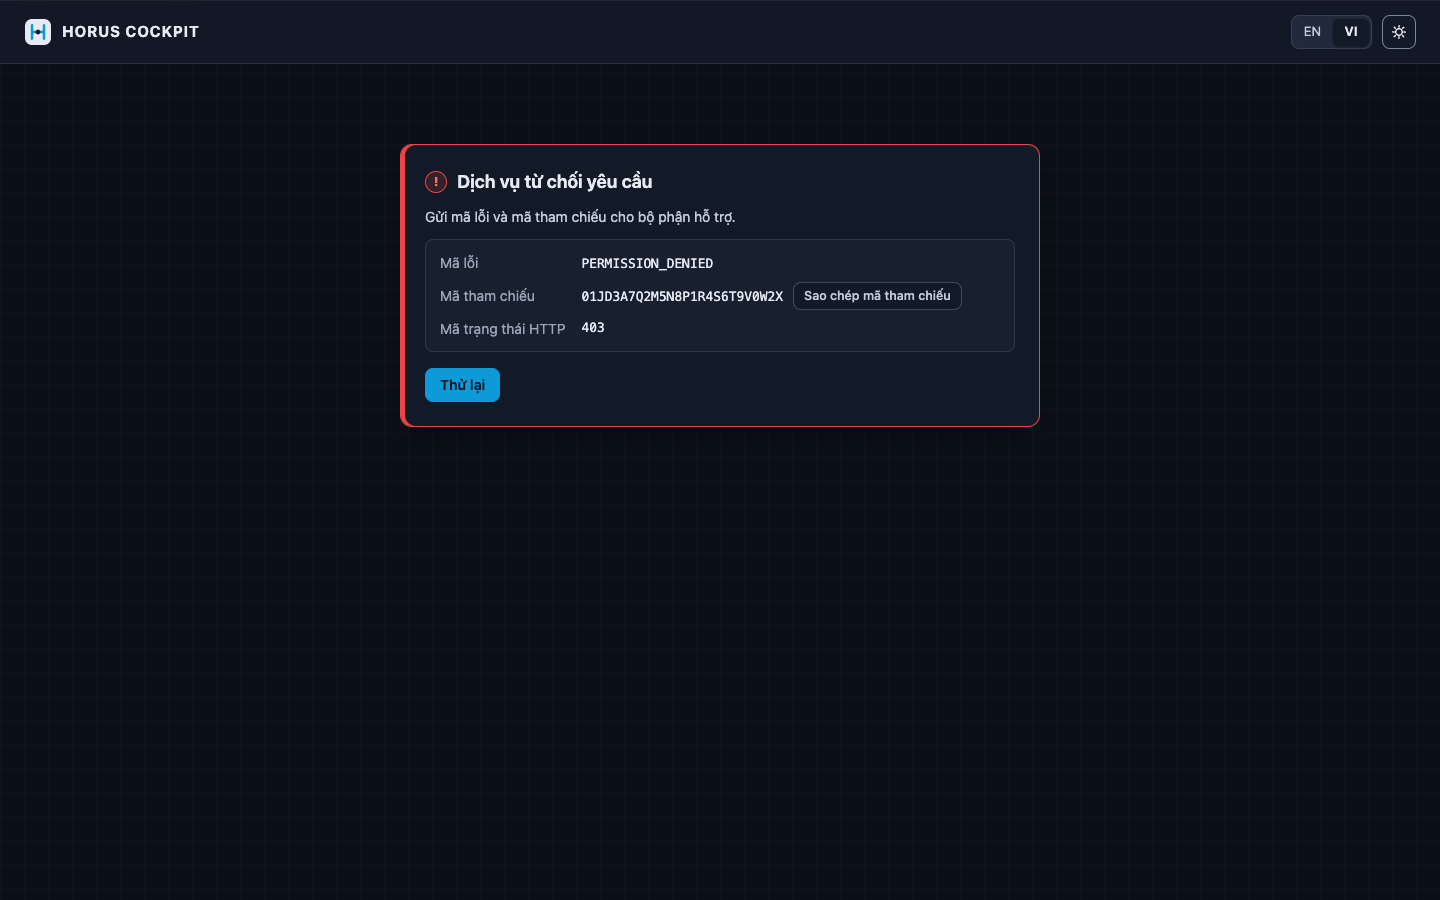 HORUS COCKPIT
EN VI
Dịch vụ từ chối yêu cầu
Gửi mã lỗi và mã tham chiếu cho bộ phận hỗ trợ.
Mã lỗi PERMISSION_DENIED
Mã tham chiếu 01JD3A7Q2M5N8P1R4S6T9V0W2X Sao chép mã tham chiếu
Mã trạng thái HTTP 403
Thử lại